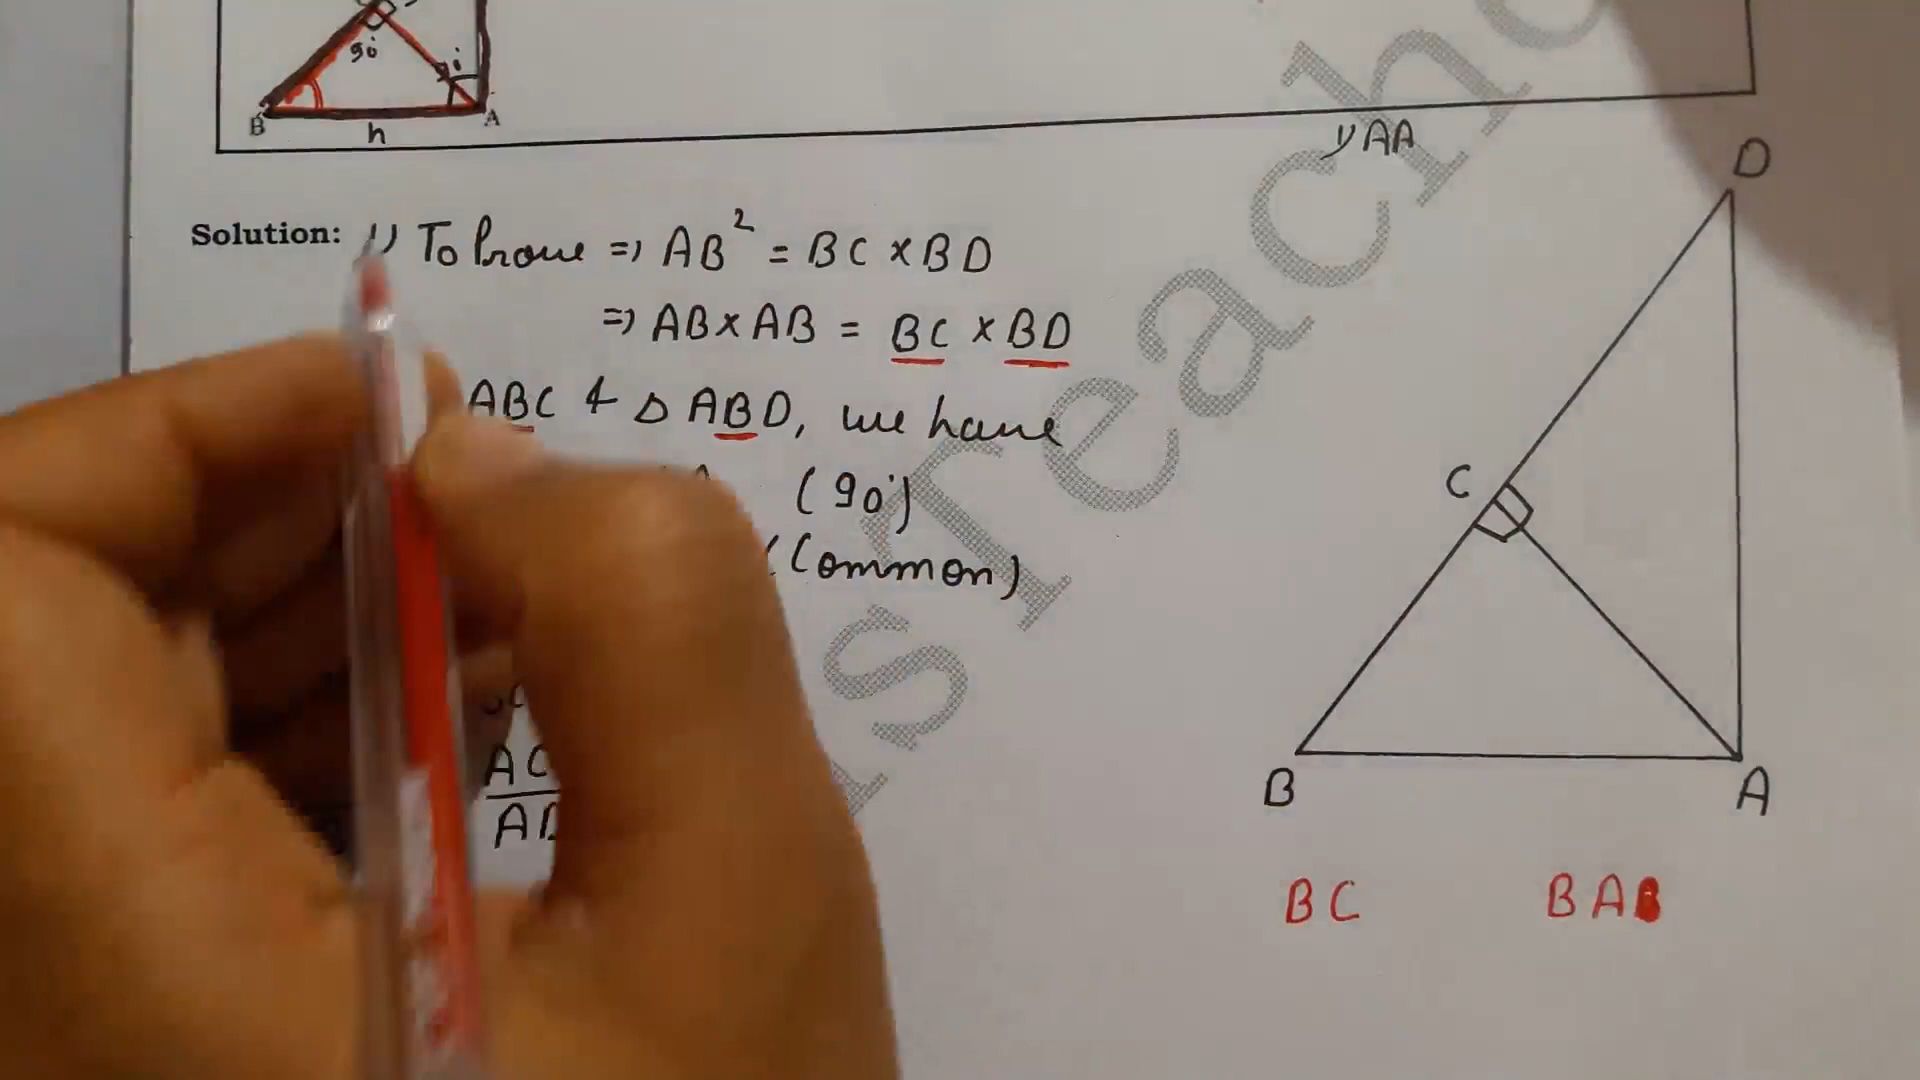 90°
B
A
h
1) AA
D
Solution: 1) To Prove => AB² = BC × BD
=> AB × AB = BC × BD
ABC & △ ABD, we have
(90°)
(Common)
C
AC
B
A
BC
BA